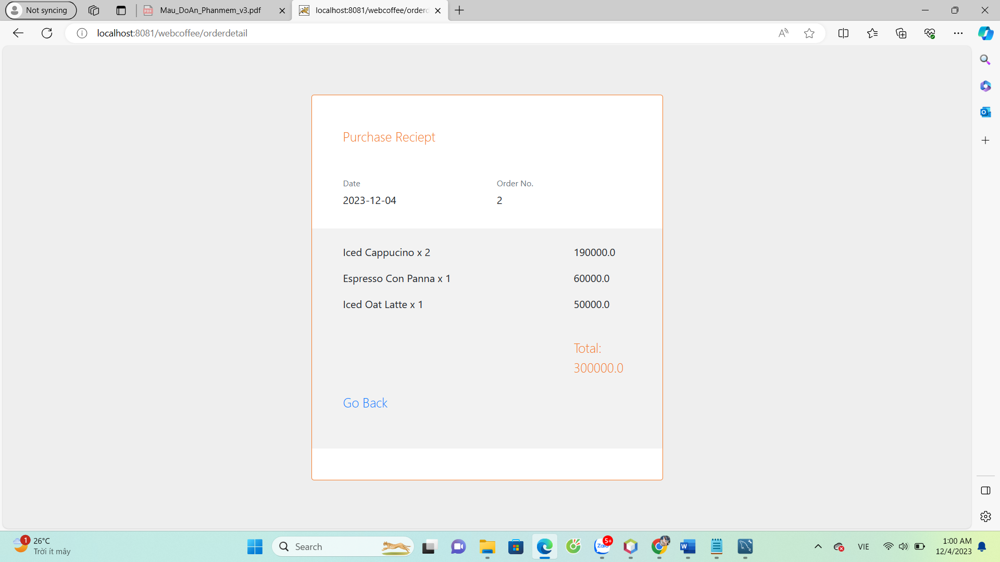 Not syncing
Mau_DoAn_Phanmem_v3.pdf
localhost:8081/webcoffee/orderd
localhost:8081/webcoffee/orderdetail
Purchase Reciept
Date
Order No.
2023-12-04
2
Iced Cappucino x 2
190000.0
Espresso Con Panna x 1
60000.0
Iced Oat Latte x 1
50000.0
Total:
300000.0
Go Back
1
26°C
Trời ít mây
Search
Zalo
5+
VIE
1:00 AM
12/4/2023